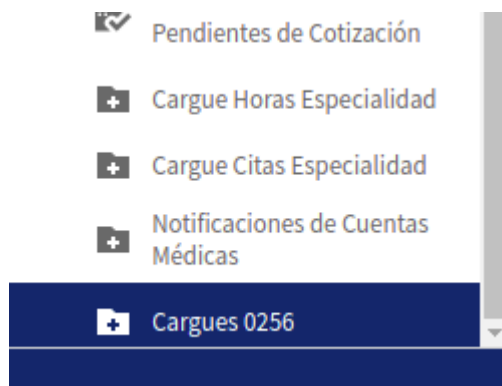 Pendientes de Cotización
Cargue Horas Especialidad
Cargue Citas Especialidad
Notificaciones de Cuentas
Médicas
Cargues 0256